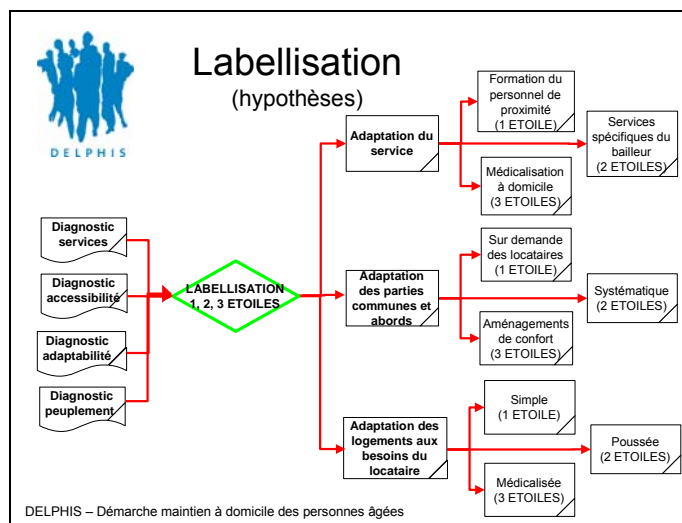 Labellisation
(hypothèses)
DELPHIS
Diagnostic
services
Diagnostic
accessibilité
Diagnostic
adaptabilité
Diagnostic
peuplement
LABELLISATION
1, 2, 3 ETOILES
Adaptation du
service
Formation du
personnel de
proximité
(1 ETOILE)
Services
spécifiques du
bailleur
(2 ETOILES)
Médicalisation
à domicile
(3 ETOILES)
Adaptation
des parties
communes et
abords
Sur demande
des locataires
(1 ETOILE)
Systématique
(2 ETOILES)
Aménagements
de confort
(3 ETOILES)
Adaptation des
logements aux
besoins du
locataire
Simple
(1 ETOILE)
Poussée
(2 ETOILES)
Médicalisée
(3 ETOILES)
DELPHIS – Démarche maintien à domicile des personnes âgées